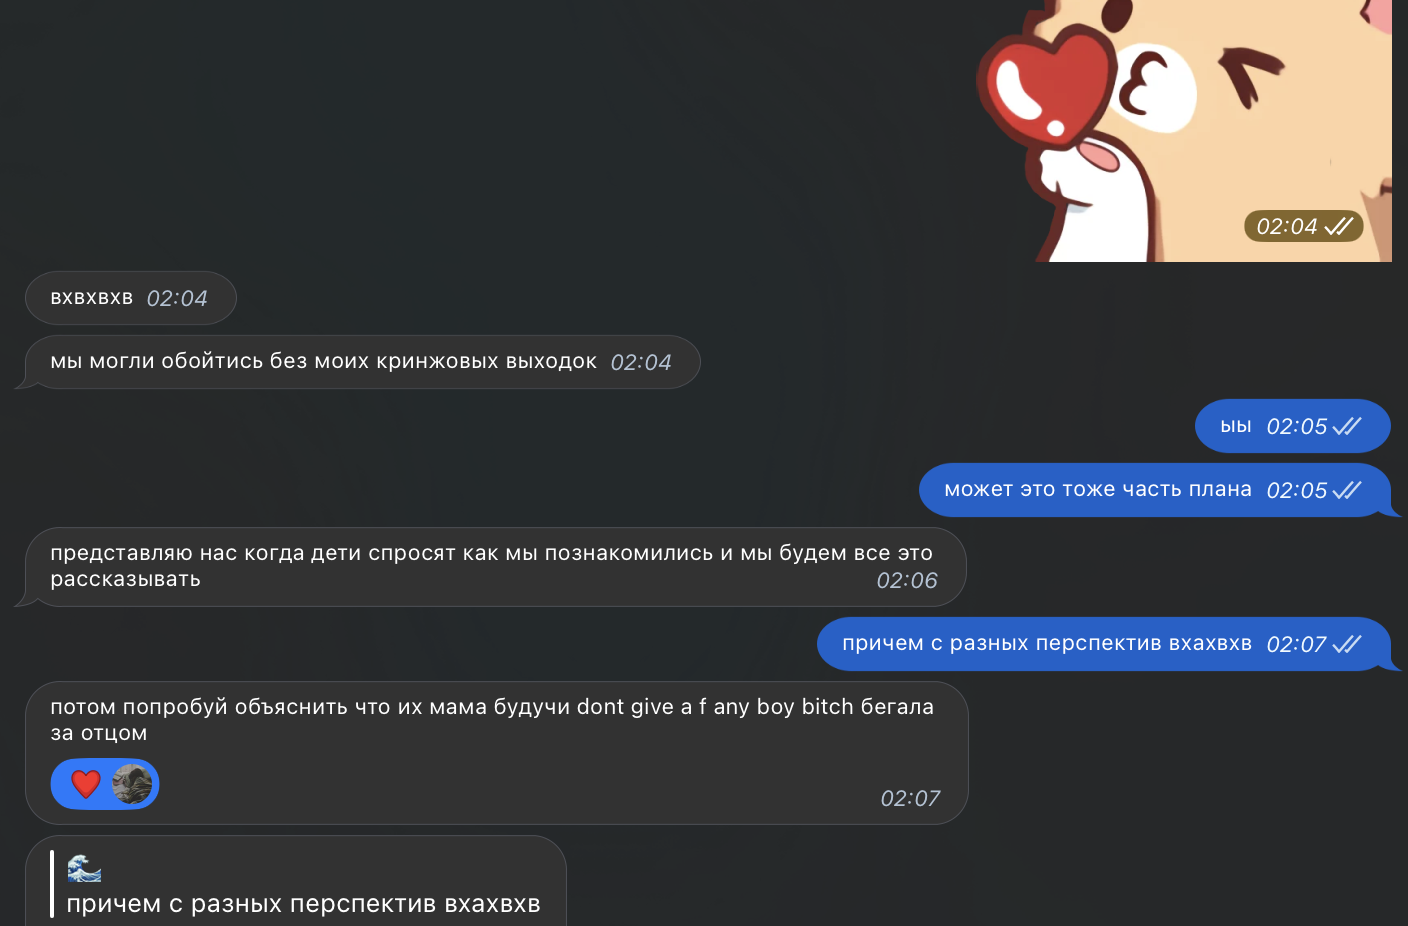 02:04
вхвхвхв 02:04
мы могли обойтись без моих кринжовых выходок 02:04
ыы 02:05
может это тоже часть плана 02:05
представляю нас когда дети спросят как мы познакомились и мы будем все это
рассказывать 02:06
причем с разных перспектив вхахвхв 02:07
потом попробуй объяснить что их мама будучи dont give a f any boy bitch бегала
за отцом
02:07
причем с разных перспектив вхахвхв